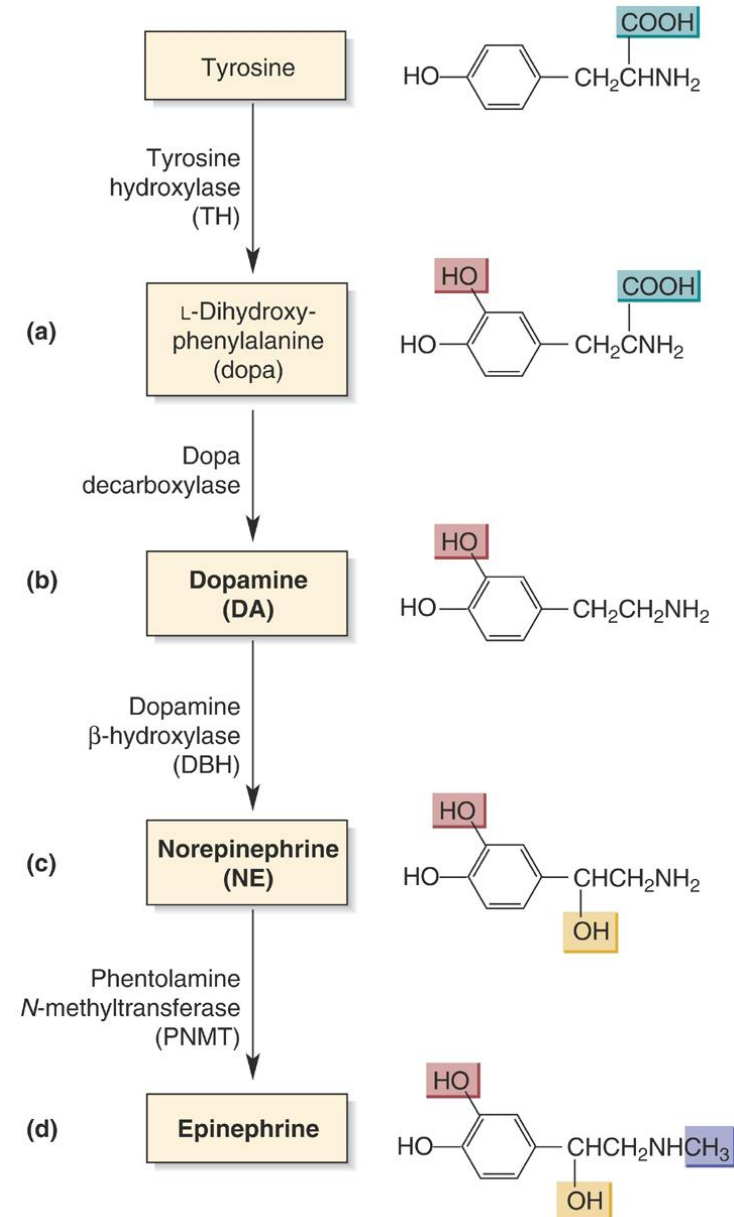 Tyrosine
COOH
HO
CH₂CHNH₂
Tyrosine
hydroxylase
(TH)
(a)
L-Dihydroxy-
phenylalanine
(dopa)
HO
COOH
HO
CH₂CNH₂
Dopa
decarboxylase
(b)
Dopamine
(DA)
HO
HO
CH₂CH₂NH₂
Dopamine
β-hydroxylase
(DBH)
(c)
Norepinephrine
(NE)
HO
HO
CHCH₂NH₂
OH
Phentolamine
N-methyltransferase
(PNMT)
(d)
Epinephrine
HO
HO
CHCH₂NHCH₃
OH